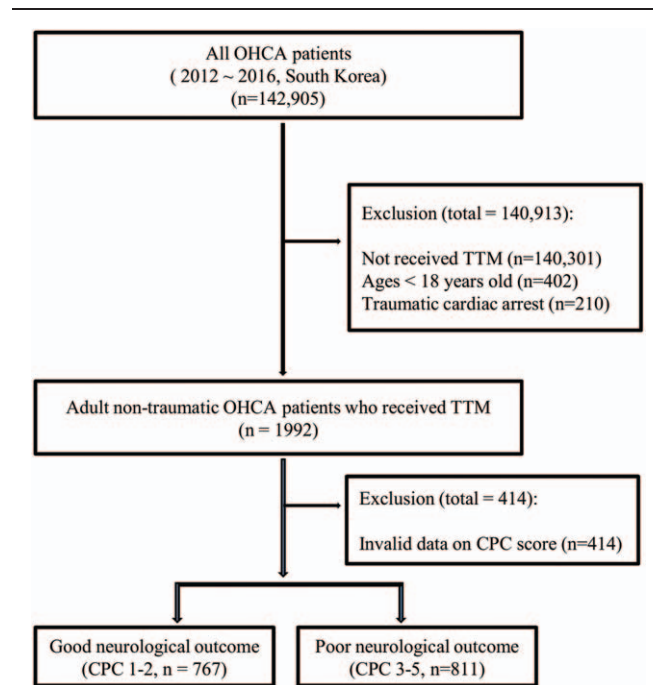 All OHCA patients
( 2012 ~ 2016, South Korea)
(n=142,905)
Exclusion (total = 140,913):
Not received TTM (n=140,301)
Ages < 18 years old (n=402)
Traumatic cardiac arrest (n=210)
Adult non-traumatic OHCA patients who received TTM
(n = 1992)
Exclusion (total = 414):
Invalid data on CPC score (n=414)
Good neurological outcome
(CPC 1-2, n = 767)
Poor neurological outcome
(CPC 3-5, n=811)